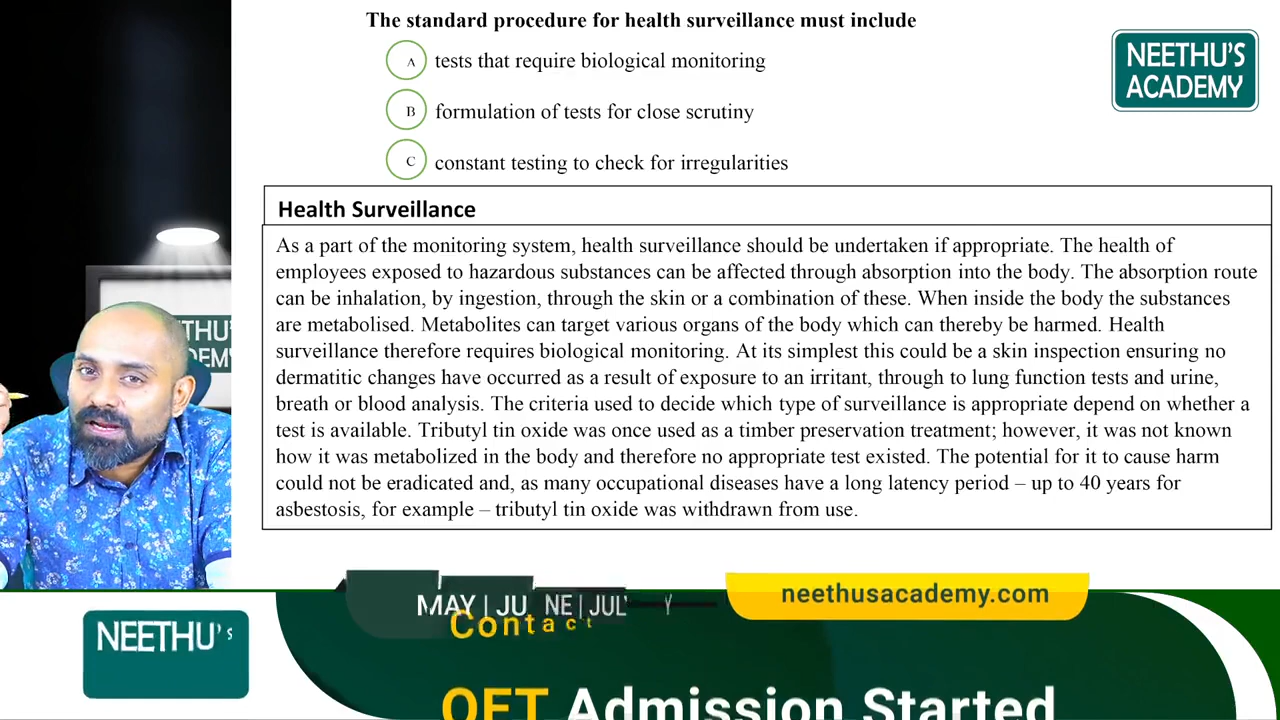 The standard procedure for health surveillance must include
A tests that require biological monitoring
B formulation of tests for close scrutiny
C constant testing to check for irregularities
NEETHU'S
ACADEMY
Health Surveillance
As a part of the monitoring system, health surveillance should be undertaken if appropriate. The health of
employees exposed to hazardous substances can be affected through absorption into the body. The absorption route
can be inhalation, by ingestion, through the skin or a combination of these. When inside the body the substances
are metabolised. Metabolites can target various organs of the body which can thereby be harmed. Health
surveillance therefore requires biological monitoring. At its simplest this could be a skin inspection ensuring no
dermatitic changes have occurred as a result of exposure to an irritant, through to lung function tests and urine,
breath or blood analysis. The criteria used to decide which type of surveillance is appropriate depend on whether a
test is available. Tributyl tin oxide was once used as a timber preservation treatment; however, it was not known
how it was metabolized in the body and therefore no appropriate test existed. The potential for it to cause harm
could not be eradicated and, as many occupational diseases have a long latency period – up to 40 years for
asbestosis, for example – tributyl tin oxide was withdrawn from use.
THU'
DEM
MAY | JU NE | JUL' Y
Contact
neethusacademy.com
NEETHU's
OET Admission Started